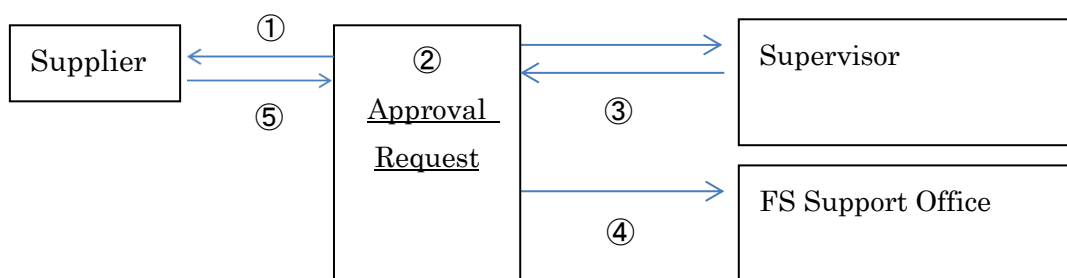 ①
Supplier
②
Supervisor
⑤
Approval
Request
③
FS Support Office
④